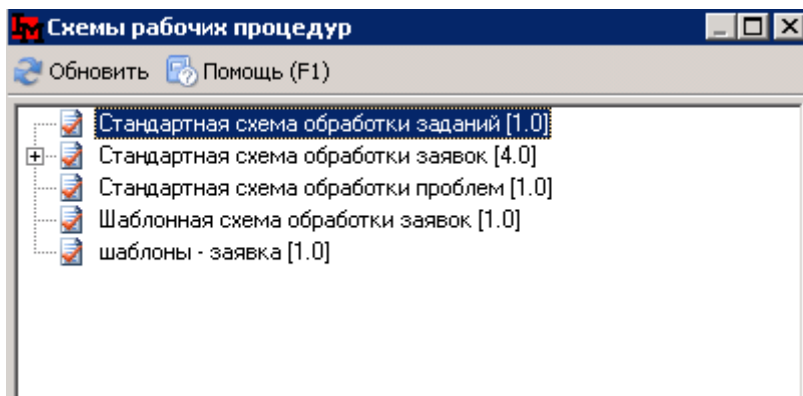 Схемы рабочих процедур
Обновить Помощь (F1)
Стандартная схема обработки заданий [1.0]
Стандартная схема обработки заявок [4.0]
Стандартная схема обработки проблем [1.0]
Шаблонная схема обработки заявок [1.0]
шаблоны - заявка [1.0]